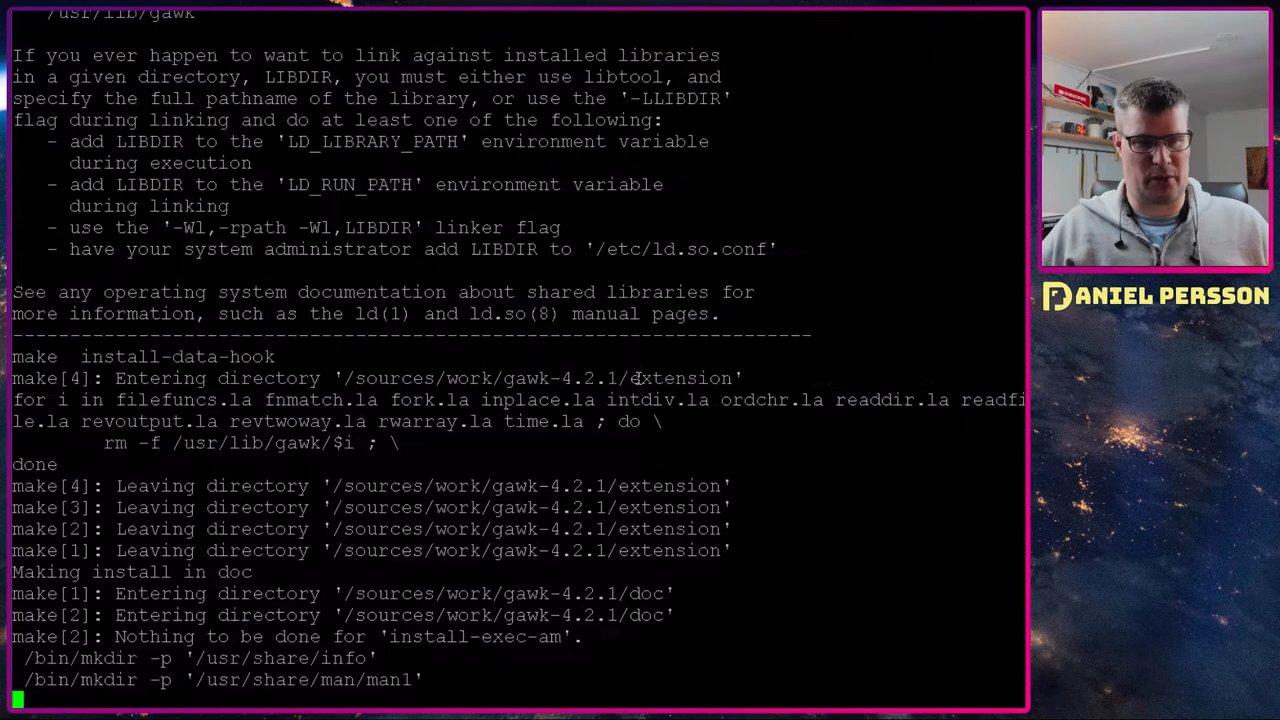 /usr/lib/gawk
If you ever happen to want to link against installed libraries
in a given directory, LIBDIR, you must either use libtool, and
specify the full pathname of the library, or use the '-LLIBDIR'
flag during linking and do at least one of the following:
- add LIBDIR to the 'LD_LIBRARY_PATH' environment variable
during execution
- add LIBDIR to the 'LD_RUN_PATH' environment variable
during linking
- use the '-Wl,-rpath -Wl,LIBDIR' linker flag
- have your system administrator add LIBDIR to '/etc/ld.so.conf'
See any operating system documentation about shared libraries for
more information, such as the ld(1) and ld.so(8) manual pages.
----------------------------------------------------------------------
make  install-data-hook
make[4]: Entering directory '/sources/work/gawk-4.2.1/extension'
for i in filefuncs.la fnmatch.la fork.la inplace.la intdiv.la ordchr.la readdir.la readfi
le.la revoutput.la revtwoway.la rwarray.la time.la ; do \
rm -f /usr/lib/gawk/$i ; \
done
make[4]: Leaving directory '/sources/work/gawk-4.2.1/extension'
make[3]: Leaving directory '/sources/work/gawk-4.2.1/extension'
make[2]: Leaving directory '/sources/work/gawk-4.2.1/extension'
make[1]: Leaving directory '/sources/work/gawk-4.2.1/extension'
Making install in doc
make[1]: Entering directory '/sources/work/gawk-4.2.1/doc'
make[2]: Entering directory '/sources/work/gawk-4.2.1/doc'
make[2]: Nothing to be done for 'install-exec-am'.
/bin/mkdir -p '/usr/share/info'
/bin/mkdir -p '/usr/share/man/man1'
SUBSCRIBE
DANIEL PERSSON